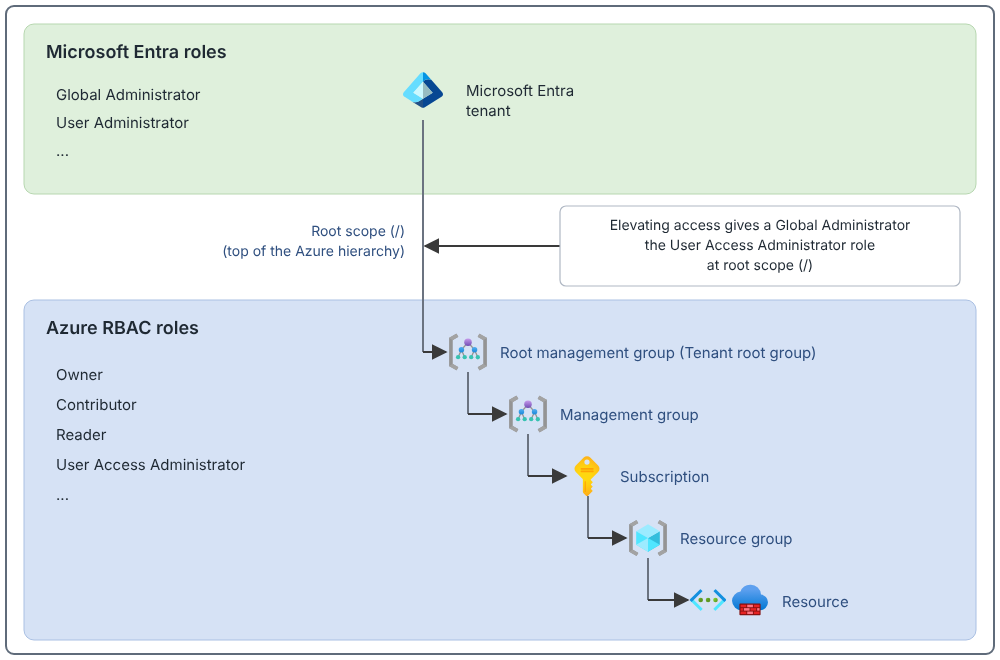 Microsoft Entra roles
Global Administrator
User Administrator
...
Microsoft Entra
tenant
Root scope (/)
(top of the Azure hierarchy)
Elevating access gives a Global Administrator
the User Access Administrator role
at root scope (/)
Azure RBAC roles
Owner
Contributor
Reader
User Access Administrator
...
Root management group (Tenant root group)
Management group
Subscription
Resource group
Resource